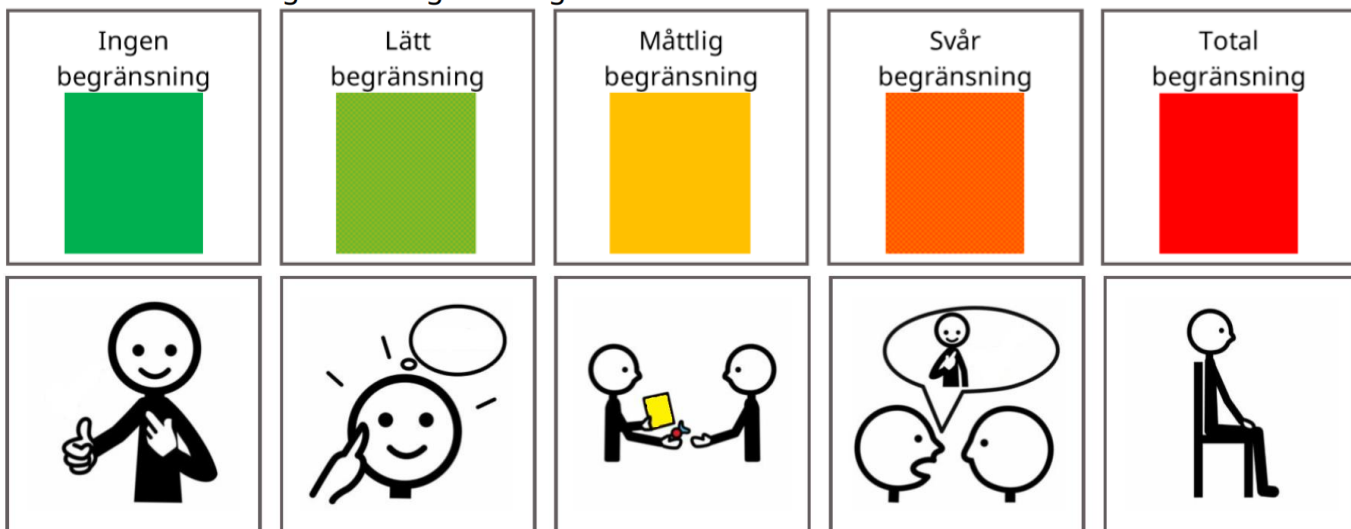 Ingen
begränsning
Lätt
begränsning
Måttlig
begränsning
Svår
begränsning
Total
begränsning